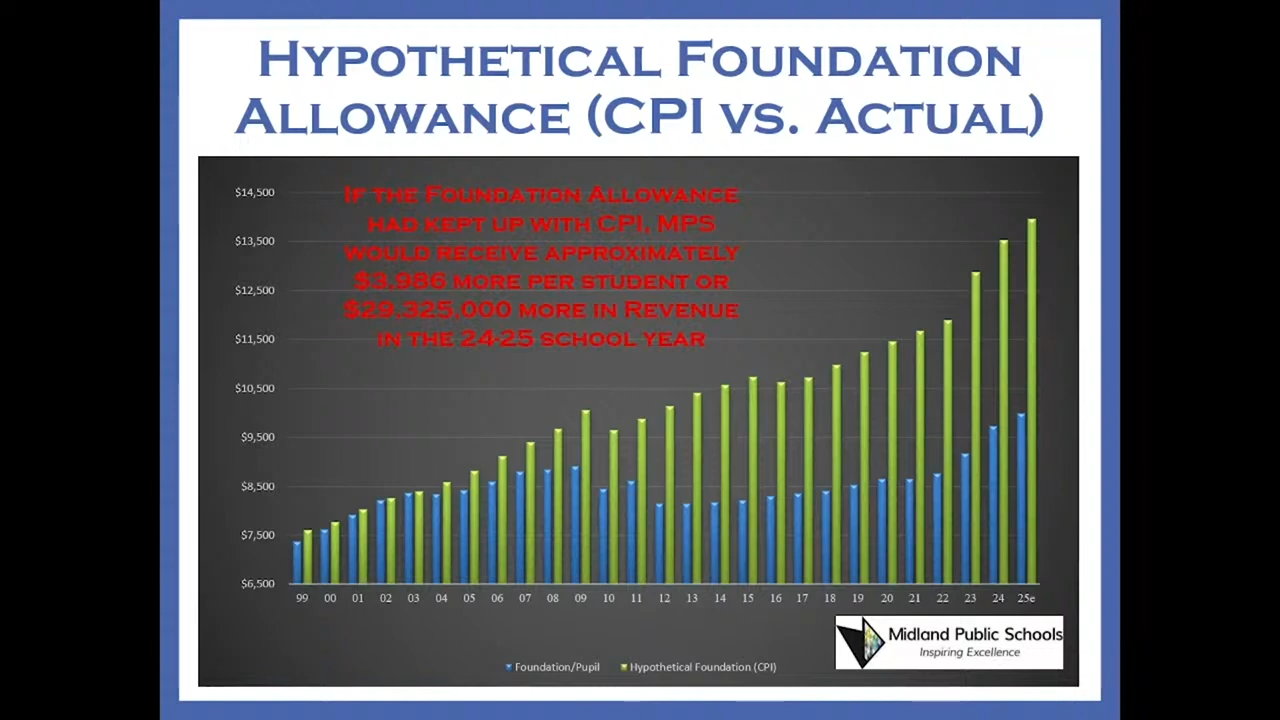 HYPOTHETICAL FOUNDATION
ALLOWANCE (CPI VS. ACTUAL)
IF THE FOUNDATION ALLOWANCE
HAD KEPT UP WITH CPI, MPS
WOULD RECEIVE APPROXIMATELY
$3,986 MORE PER STUDENT OR
$29,325,000 MORE IN REVENUE
IN THE 24-25 SCHOOL YEAR
$14,500
$13,500
$12,500
$11,500
$10,500
$9,500
$8,500
$7,500
$6,500
99 00 01 02 03 04 05 06 07 08 09 10 11 12 13 14 15 16 17 18 19 20 21 22 23 24 25e
Midland Public Schools
Inspiring Excellence
Foundation/Pupil Hypothetical Foundation (CPI)